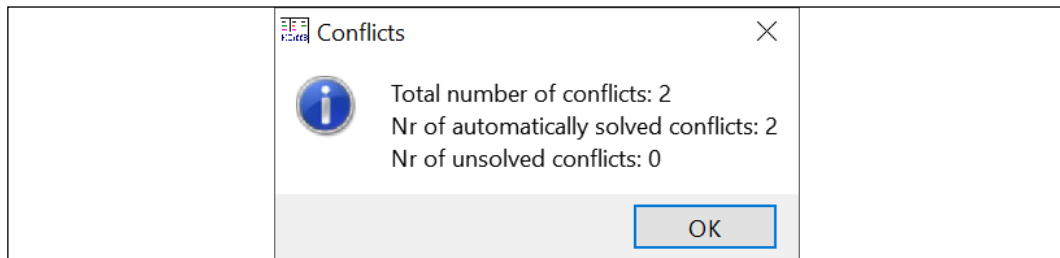 Conflicts
Total number of conflicts: 2
Nr of automatically solved conflicts: 2
Nr of unsolved conflicts: 0
OK